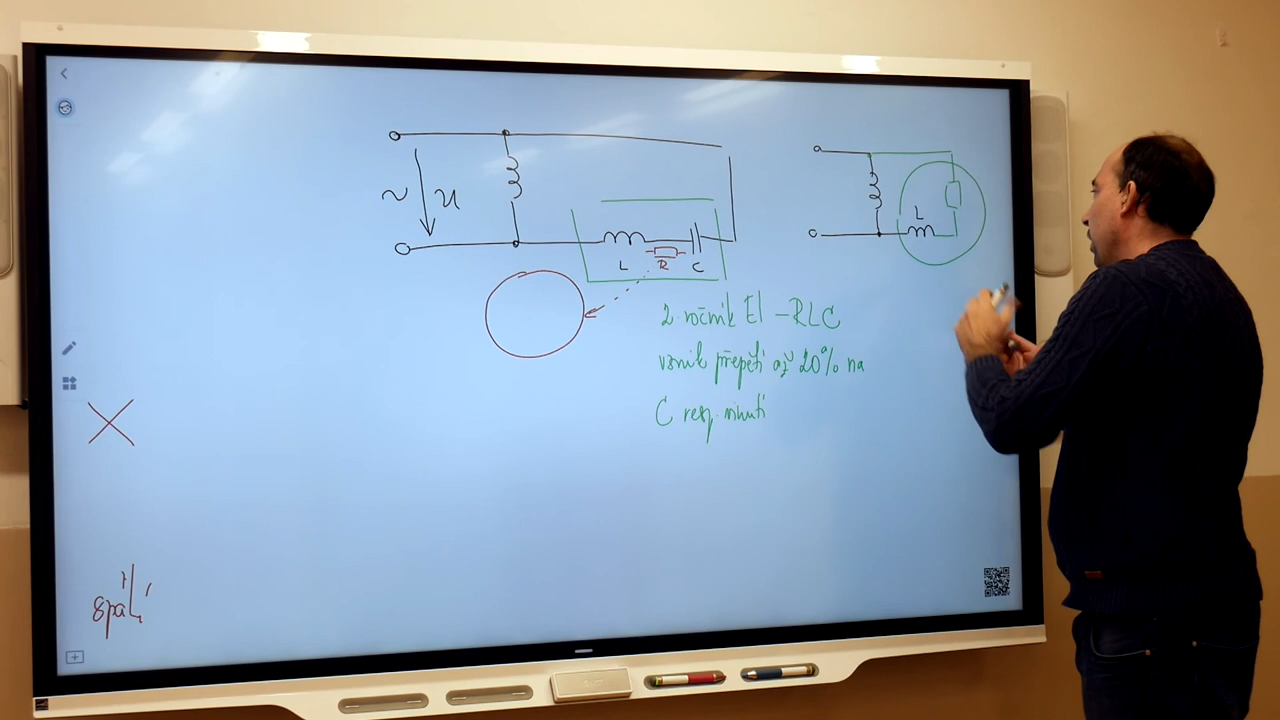 ~ U
L R C
L
2. ročník El – RLC
vznik přepětí až 20% na
C resp. vinutí